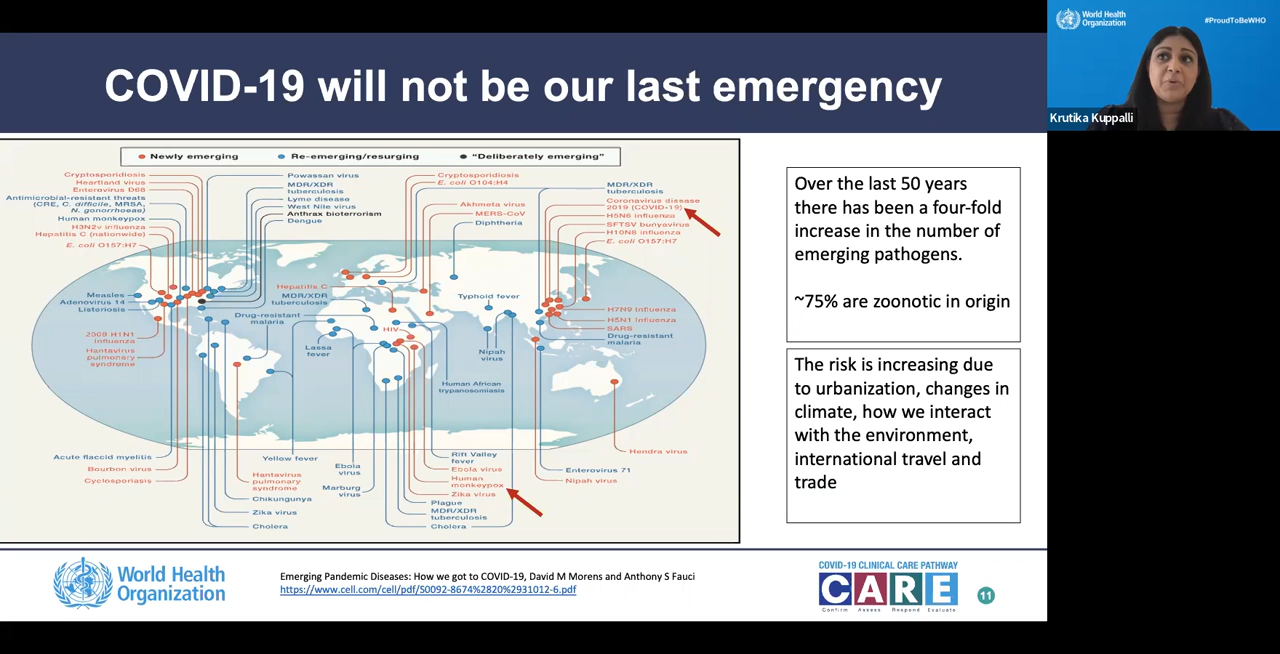 World Health
Organization
#ProudToBeWHO
Krutika Kuppalli
COVID-19 will not be our last emergency
Newly emerging
Re-emerging/resurging
"Deliberately emerging"
Cryptosporidiosis
Heartland virus
Enterovirus D68
Antimicrobial-resistant threats
(CRE, C. difficile, MRSA,
N. gonorrhoeae)
Human monkeypox
H3N2v influenza
Hepatitis C (nationwide)
E. coli O157:H7
Powassan virus
MDR/XDR
tuberculosis
Lyme disease
West Nile virus
Anthrax bioterrorism
Dengue
Cryptosporidiosis
E. coli O104:H4
Akhmeta virus
MERS-CoV
Diphtheria
MDR/XDR
tuberculosis
Coronavirus disease
2019 (COVID-19)
H5N6 influenza
SFTSV bunyavirus
H10N8 influenza
E. coli O157:H7
Measles
Adenovirus 14
Listeriosis
2009 H1N1
influenza
Hantavirus
pulmonary
syndrome
Hepatitis C
MDR/XDR
tuberculosis
Drug-resistant
malaria
HIV
Lassa
fever
Typhoid fever
Nipah
virus
Human African
trypanosomiasis
H7N9 influenza
H5N1 influenza
SARS
Drug-resistant
malaria
Acute flaccid myelitis
Bourbon virus
Cyclosporiasis
Yellow fever
Hantavirus
pulmonary
syndrome
Chikungunya
Zika virus
Cholera
Ebola
virus
Marburg
virus
Rift Valley
fever
Ebola virus
Human
monkeypox
Zika virus
Plague
MDR/XDR
tuberculosis
Cholera
Enterovirus 71
Nipah virus
Hendra virus
Over the last 50 years
there has been a four-fold
increase in the number of
emerging pathogens.
~75% are zoonotic in origin
The risk is increasing due
to urbanization, changes in
climate, how we interact
with the environment,
international travel and
trade
World Health
Organization
Emerging Pandemic Diseases: How we got to COVID-19, David M Morens and Anthony S Fauci
https://www.cell.com/cell/pdf/S0092-8674%2820%2931012-6.pdf
COVID-19 CLINICAL CARE PATHWAY
CARE
Confirm Assess Respond Evaluate
11